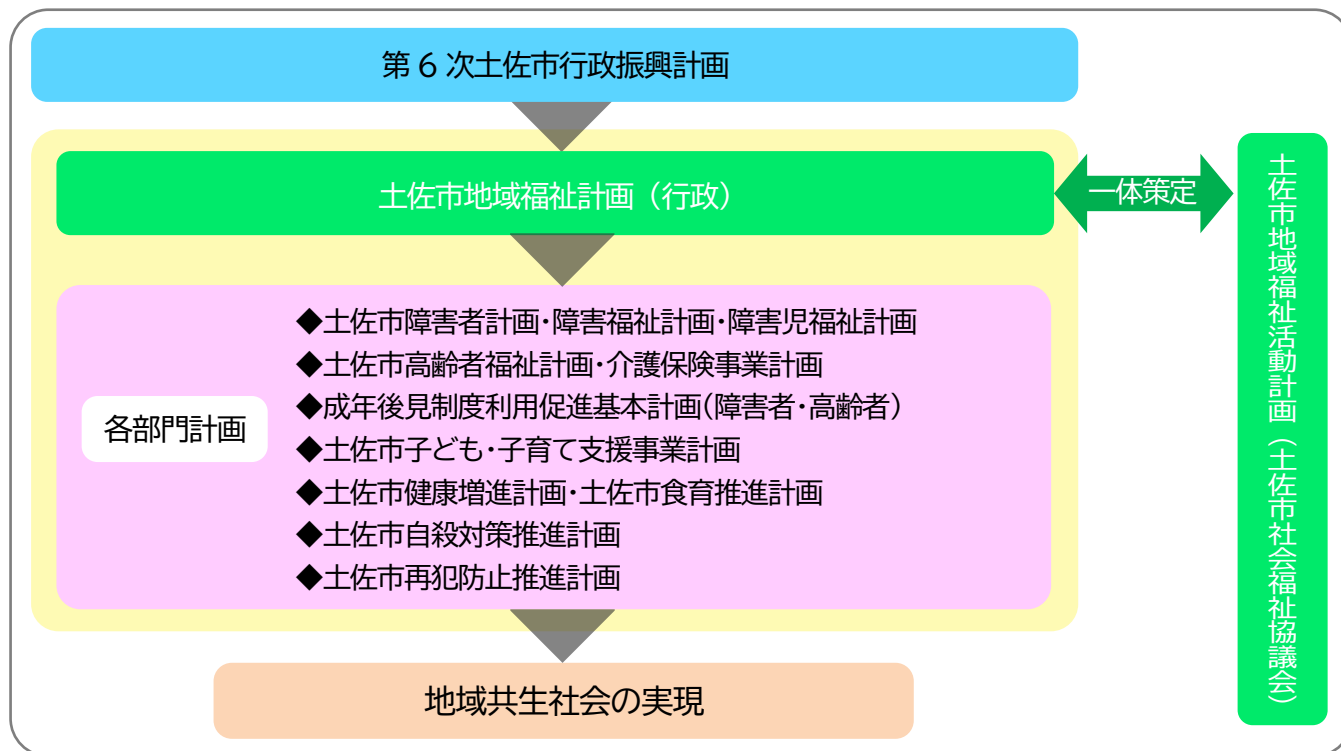 第6次土佐市行政振興計画
土佐市地域福祉計画（行政）
一体策定
土佐市地域福祉活動計画（土佐市社会福祉協議会）
各部門計画
◆土佐市障害者計画・障害福祉計画・障害児福祉計画
◆土佐市高齢者福祉計画・介護保険事業計画
◆成年後見制度利用促進基本計画（障害者・高齢者）
◆土佐市子ども・子育て支援事業計画
◆土佐市健康増進計画・土佐市食育推進計画
◆土佐市自殺対策推進計画
◆土佐市再犯防止推進計画
地域共生社会の実現